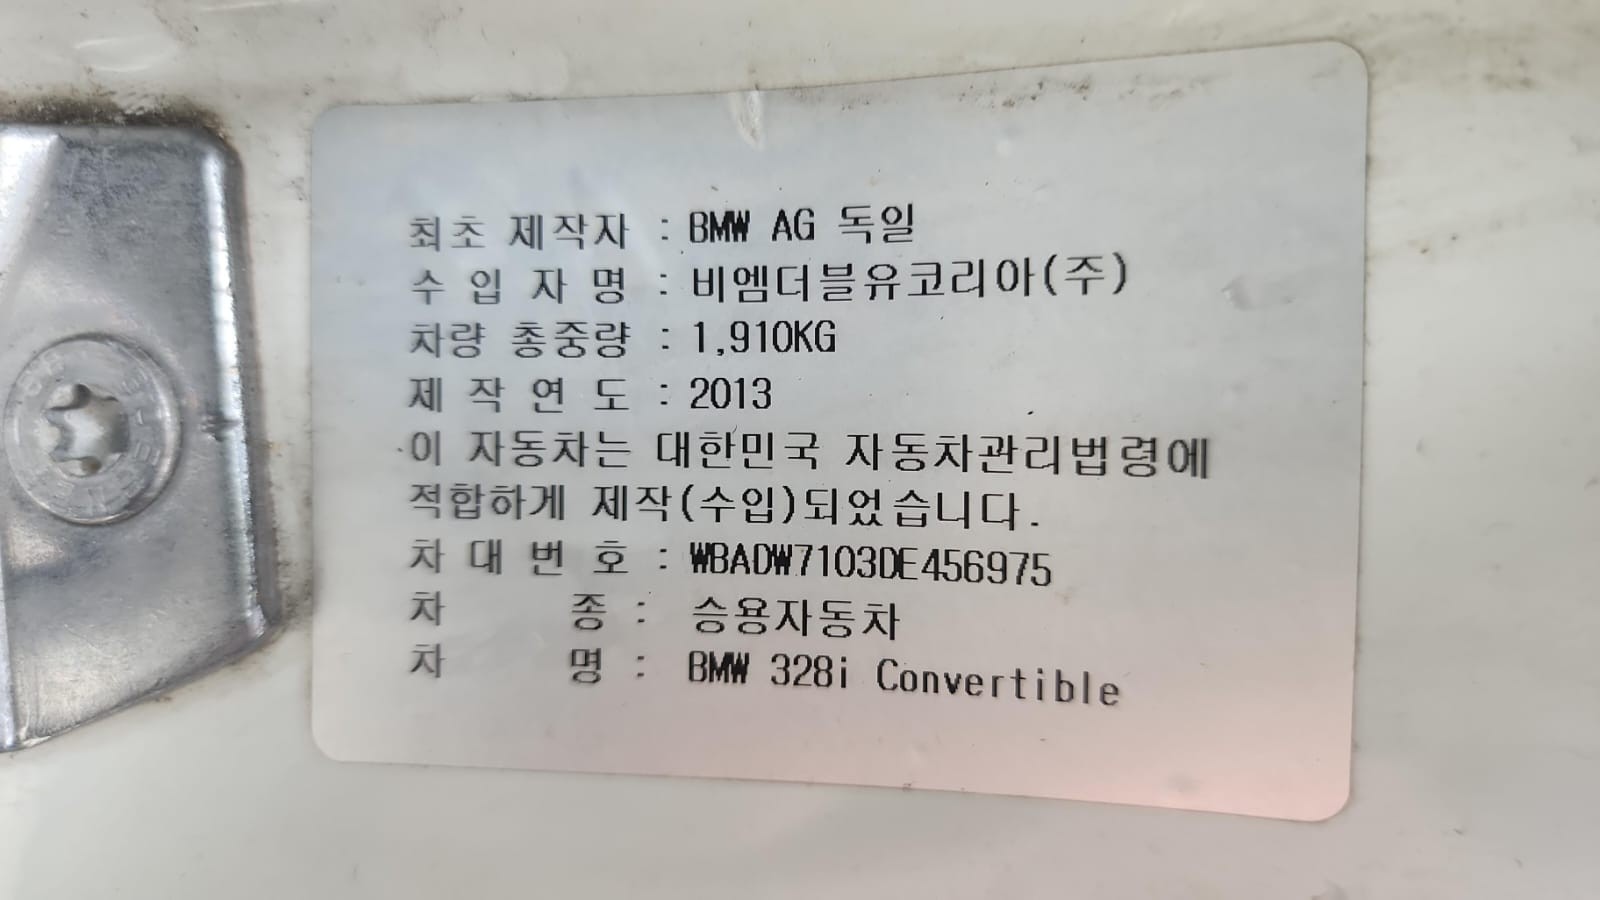 최초 제작자 : BMW AG 독일
수 입 자 명 : 비엠더블유코리아(주)
차량 총중량 : 1,910KG
제 작 연 도 : 2013
이 자동차는 대한민국 자동차관리법령에
적합하게 제작(수입)되었습니다.
차 대 번 호 : WBADW7103DE456975
차 종 : 승용자동차
차 명 : BMW 328i Convertible